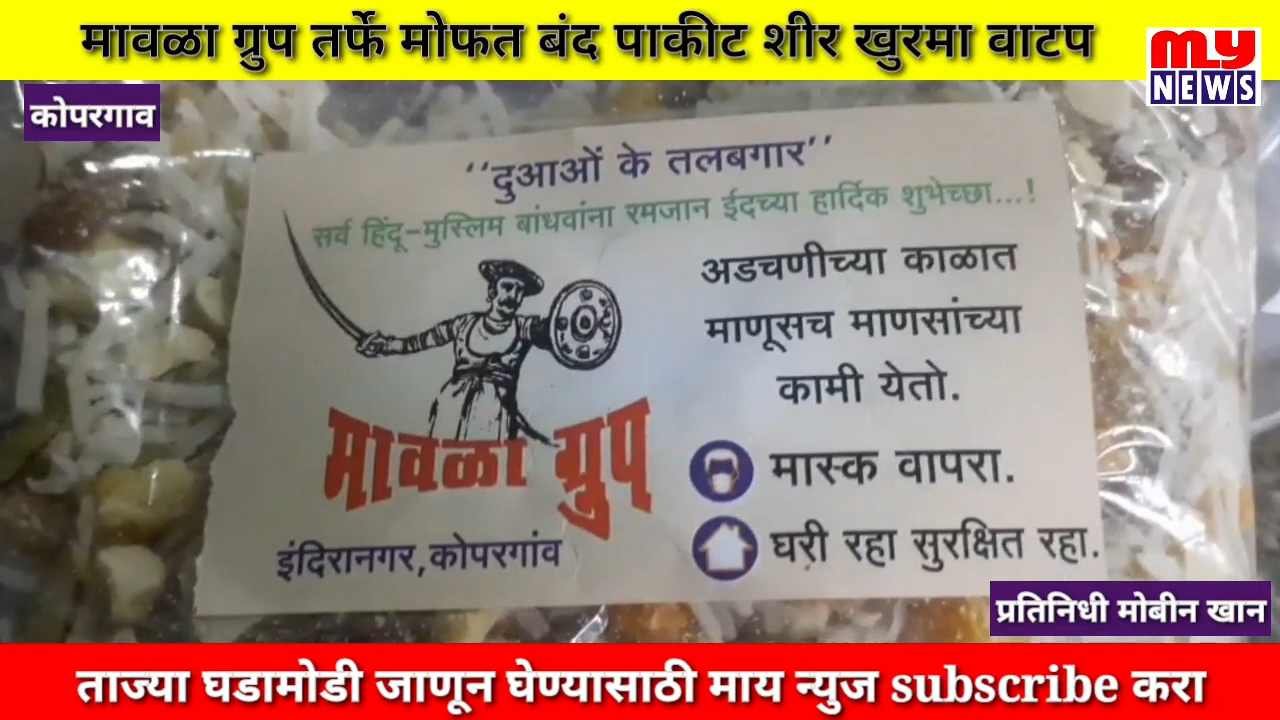 मावळा ग्रुप तर्फे मोफत बंद पाकीट शीर खुरमा वाटप
my
NEWS
कोपरगाव
‘‘दुआओं के तलबगार’’
सर्व हिंदू-मुस्लिम बांधवांना रमजान ईदच्या हार्दिक शुभेच्छा...!
अडचणीच्या काळात
माणूसच माणसांच्या
कामी येतो.
मावळा ग्रुप
इंदिरानगर,कोपरगांव
मास्क वापरा.
घरी रहा सुरक्षित रहा.
प्रतिनिधी मोबीन खान
ताज्या घडामोडी जाणून घेण्यासाठी माय न्युज subscribe करा